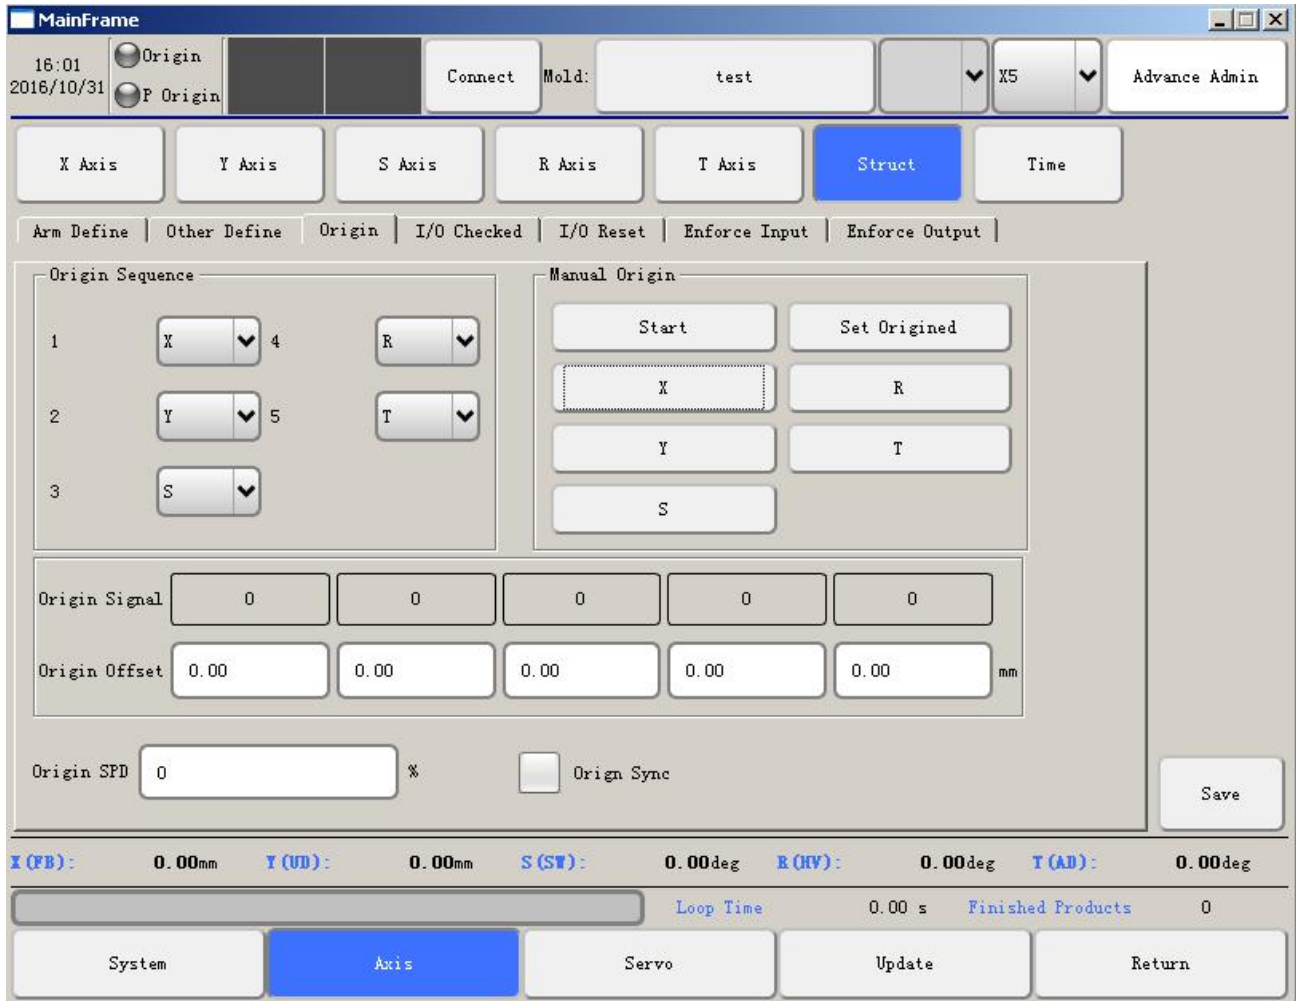 MainFrame
16:01
2016/10/31
Origin
P Origin
Connect
Mold:
test
X5
Advance Admin
X Axis
Y Axis
S Axis
R Axis
T Axis
Struct
Time
Arm Define
Other Define
Origin
I/O Checked
I/O Reset
Enforce Input
Enforce Output
Origin Sequence
1
X
4
R
2
Y
5
T
3
S
Manual Origin
Start
Set Origined
X
R
Y
T
S
Origin Signal
0
0
0
0
0
Origin Offset
0.00
0.00
0.00
0.00
0.00
mm
Origin SPD
0
%
Orign Sync
Save
X(FB): 0.00mm
Y(UD): 0.00mm
S(SW): 0.00deg
R(HV): 0.00deg
T(AD): 0.00deg
Loop Time 0.00 s
Finished Products 0
System
Axis
Servo
Update
Return